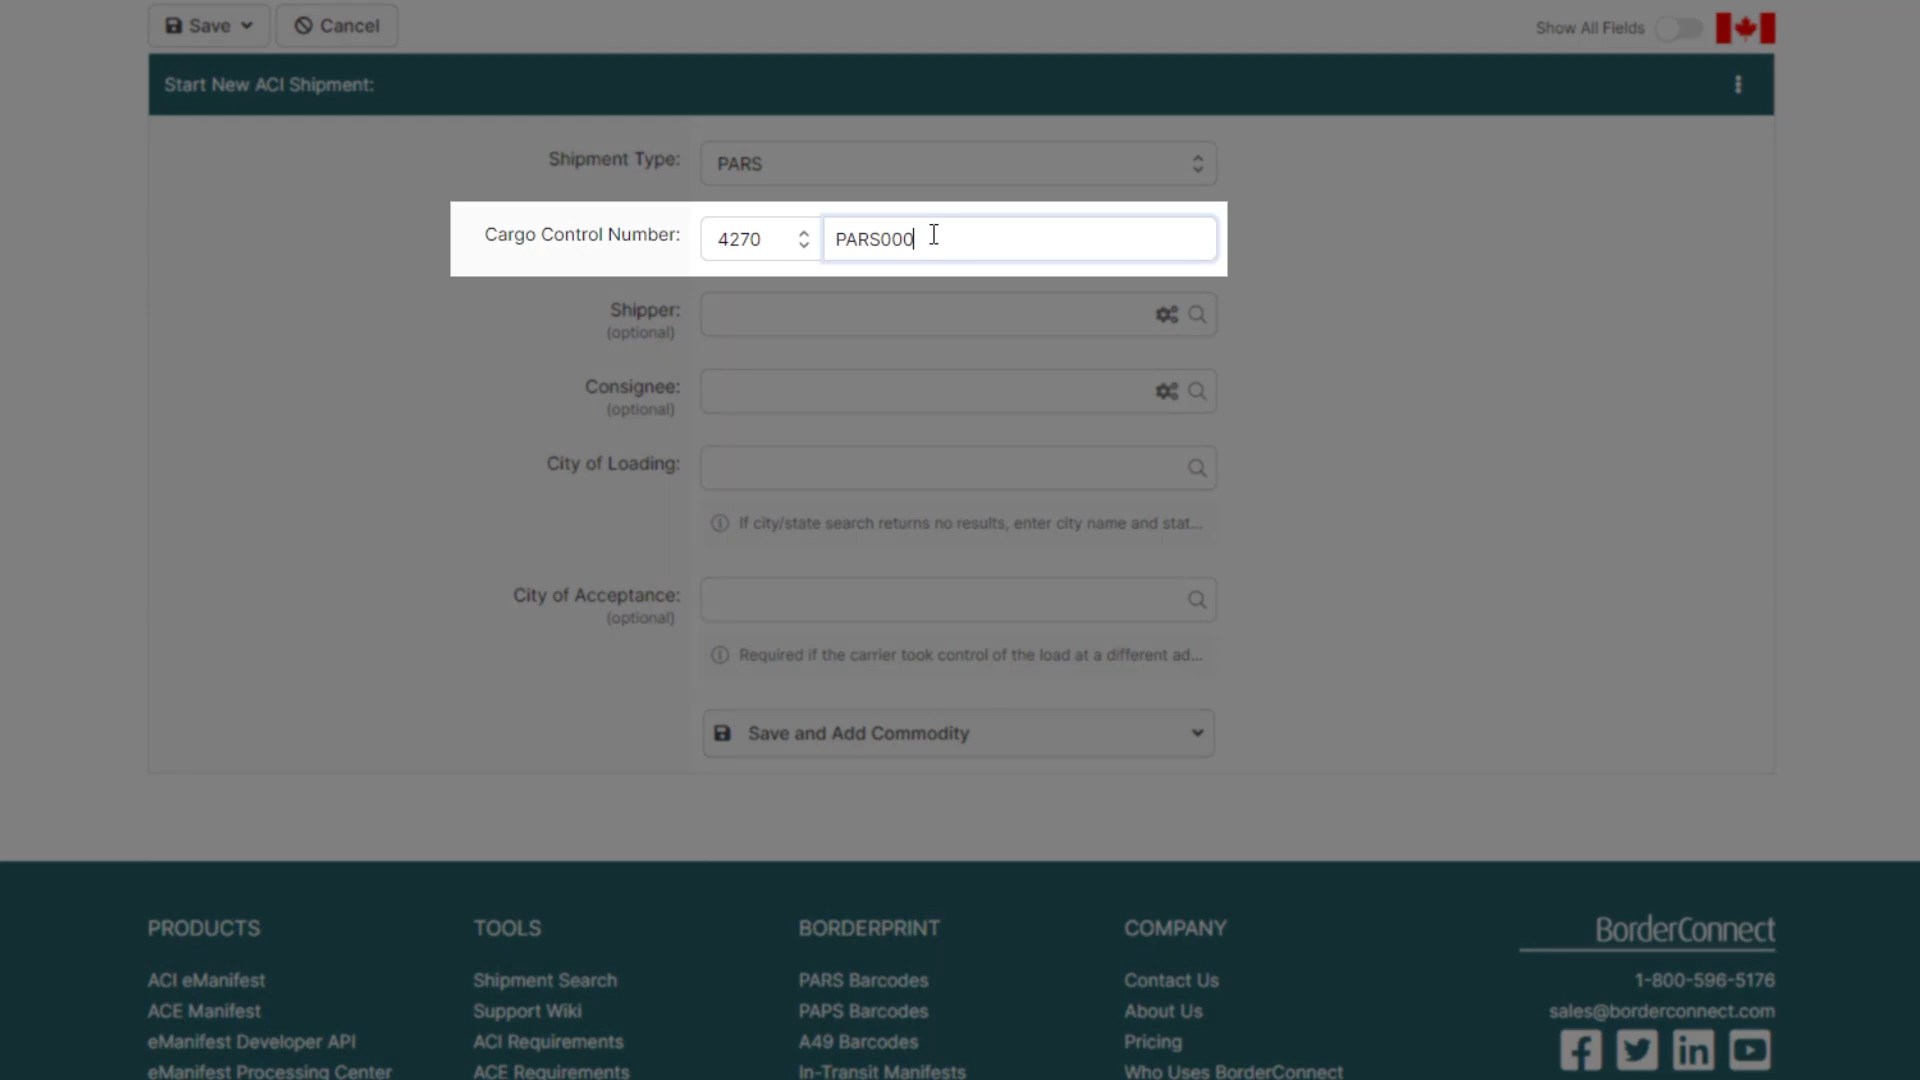 Save
Cancel
Show All Fields
Start New ACI Shipment:
Shipment Type:
PARS
Cargo Control Number:
4270
PARS000
Shipper:
(optional)
Consignee:
(optional)
City of Loading:
If city/state search returns no results, enter city name and stat...
City of Acceptance:
(optional)
Required if the carrier took control of the load at a different ad...
Save and Add Commodity
PRODUCTS
ACI eManifest
ACE Manifest
eManifest Developer API
eManifest Processing Center
TOOLS
Shipment Search
Support Wiki
ACI Requirements
ACE Requirements
BORDERPRINT
PARS Barcodes
PAPS Barcodes
A49 Barcodes
In-Transit Manifests
COMPANY
Contact Us
About Us
Pricing
Who Uses BorderConnect
BorderConnect
1-800-596-5176
sales@borderconnect.com